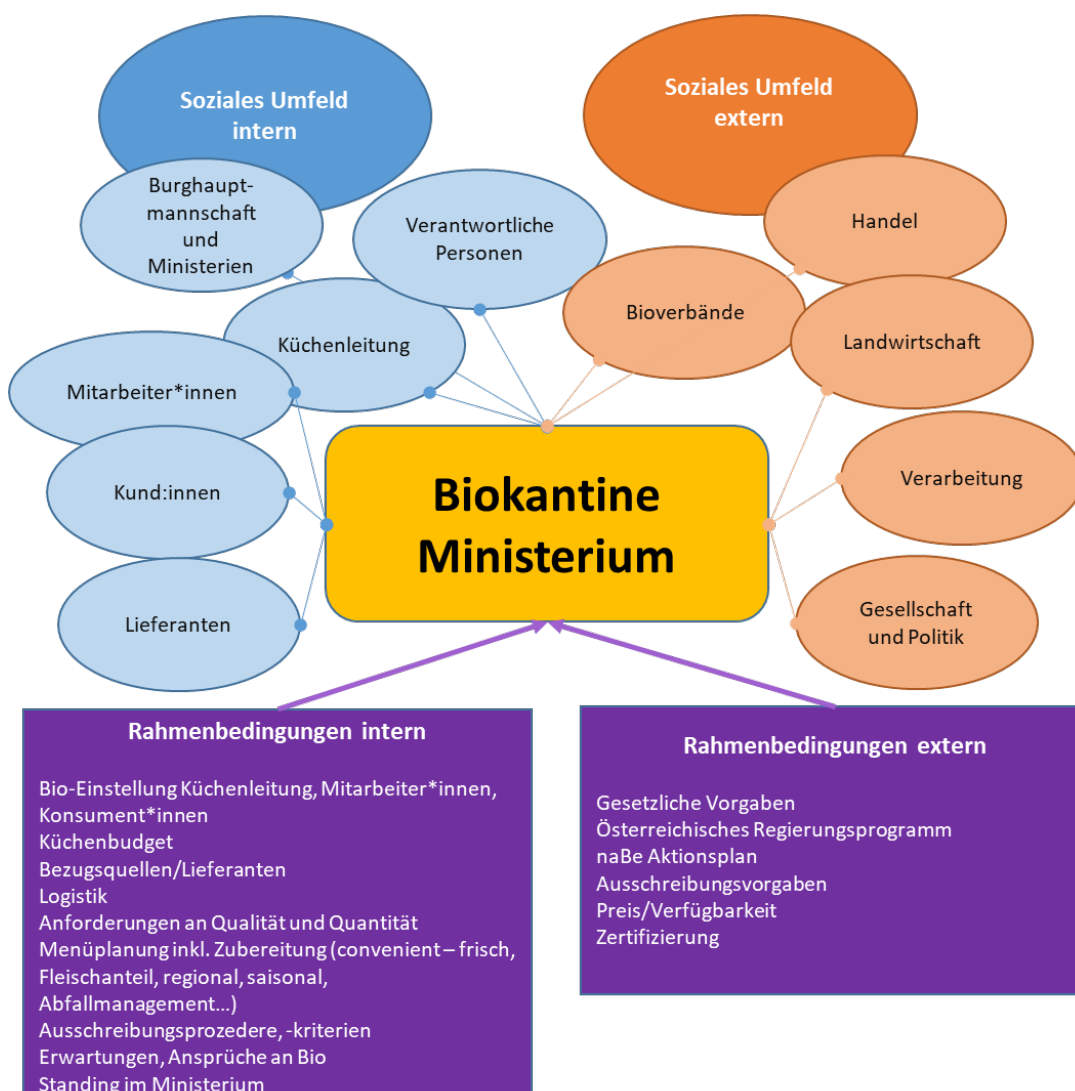 Soziales Umfeld
intern
Soziales Umfeld
extern
Burghaupt-
mannschaft
und
Ministerien
Verantwortliche
Personen
Handel
Bioverbände
Küchenleitung
Landwirtschaft
Mitarbeiter*innen
Kund:innen
Verarbeitung
Biokantine
Ministerium
Lieferanten
Gesellschaft
und Politik
Rahmenbedingungen intern
Bio-Einstellung Küchenleitung, Mitarbeiter*innen,
Konsument*innen
Küchenbudget
Bezugsquellen/Lieferanten
Logistik
Anforderungen an Qualität und Quantität
Menüplanung inkl. Zubereitung (convenient – frisch,
Fleischanteil, regional, saisonal,
Abfallmanagement...)
Ausschreibungsprozedere, -kriterien
Erwartungen, Ansprüche an Bio
Standing im Ministerium
Rahmenbedingungen extern
Gesetzliche Vorgaben
Österreichisches Regierungsprogramm
naBe Aktionsplan
Ausschreibungsvorgaben
Preis/Verfügbarkeit
Zertifizierung